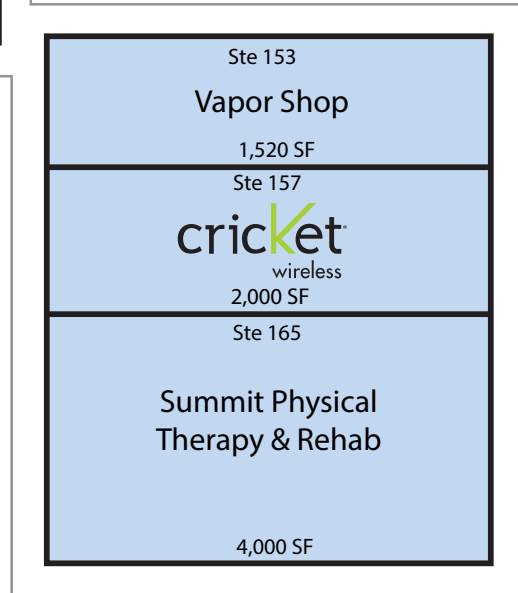 Ste 153
Vapor Shop
1,520 SF
Ste 157
cricket
wireless
2,000 SF
Ste 165
Summit Physical
Therapy & Rehab
4,000 SF